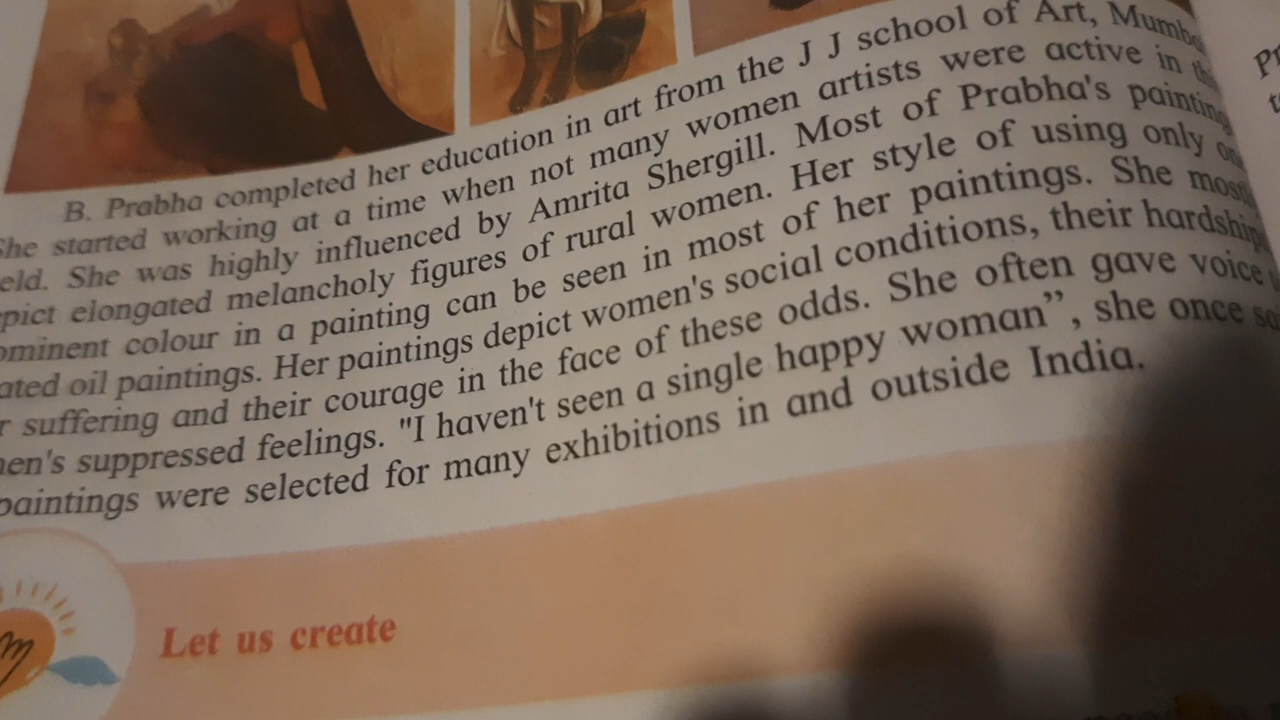 B. Prabha completed her education in art from the J J school of Art,
She started working at a time when not many women artists were active in
She was highly influenced by Amrita Shergill. Most of Prabha's
elongated melancholy figures of rural women. Her style of using only
colour in a painting can be seen in most of her paintings. She
oil paintings. Her paintings depict women's social conditions, their
suffering and their courage in the face of these odds. She often gave voice
suppressed feelings. "I haven't seen a single happy woman”, she once
paintings were selected for many exhibitions in and outside India.
Let us create